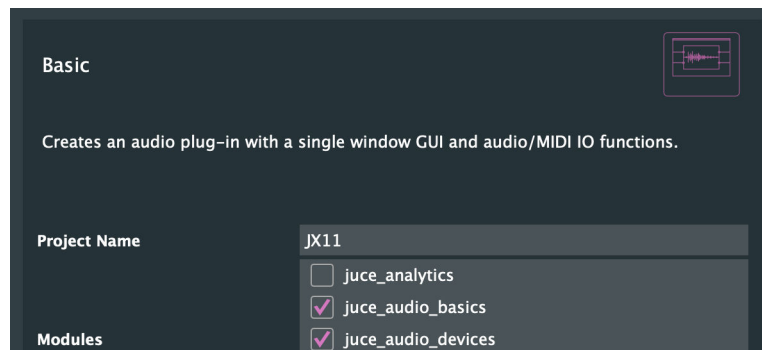 Basic
Creates an audio plug-in with a single window GUI and audio/MIDI IO functions.
Project Name
JX11
juce_analytics
juce_audio_basics
Modules
juce_audio_devices